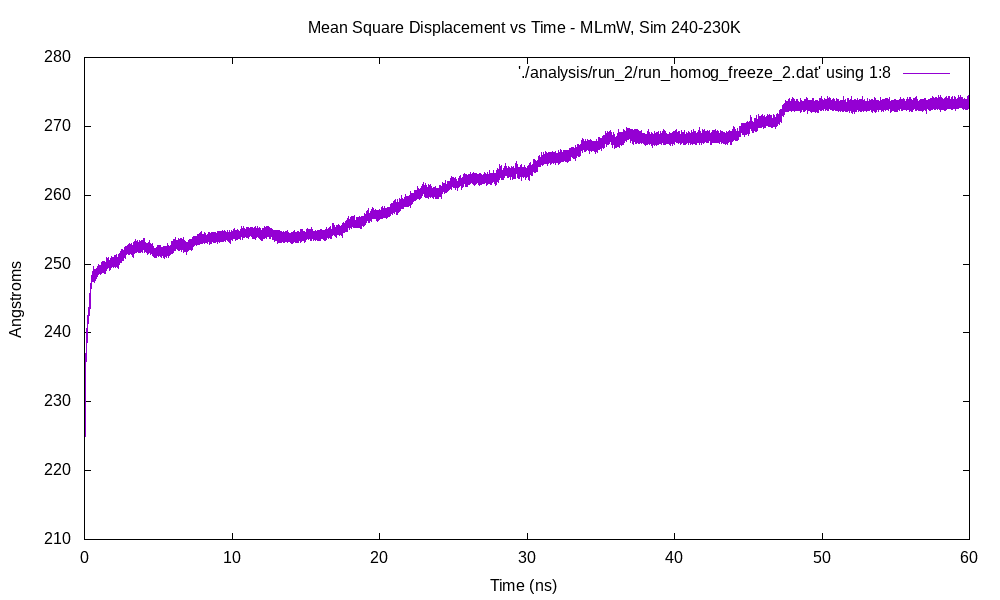 Mean Square Displacement vs Time - MLmW, Sim 240-230K
'./analysis/run_2/run_homog_freeze_2.dat' using 1:8
280
270
260
250
240
230
220
210
Angstroms
0 10 20 30 40 50 60
Time (ns)